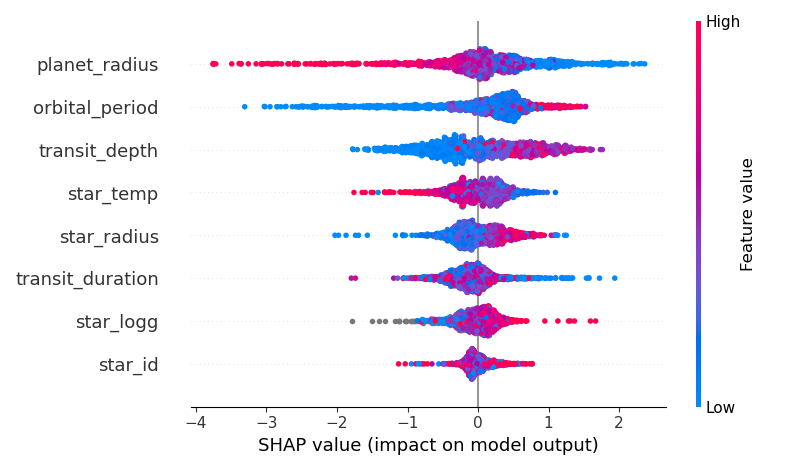 High
planet_radius
orbital_period
transit_depth
star_temp
star_radius
transit_duration
star_logg
star_id
Feature value
Low
−4 −3 −2 −1 0 1 2
SHAP value (impact on model output)